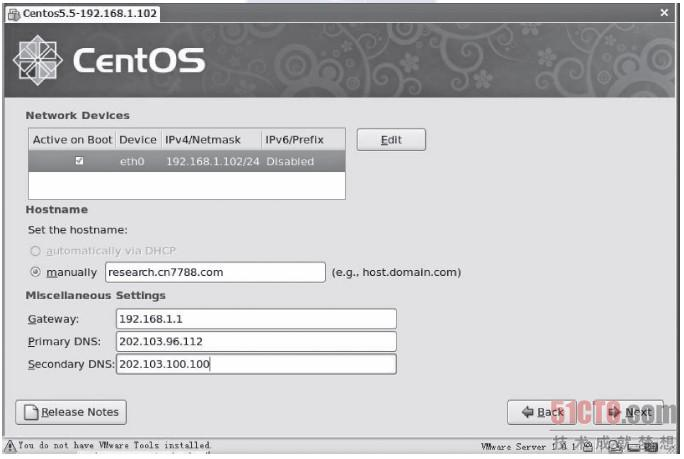 Centos5.5-192.168.1.102
CentOS
Network Devices
Active on Boot Device IPv4/Netmask IPv6/Prefix
eth0 192.168.1.102/24 Disabled
Edit
Hostname
Set the hostname:
automatically via DHCP
manually research.cn7788.com (e.g., host.domain.com)
Miscellaneous Settings
Gateway: 192.168.1.1
Primary DNS: 202.103.96.112
Secondary DNS: 202.103.100.100
Release Notes
Back
Next
51CTO.com
技术成就梦想
You do not have VMware Tools installed.
VMware Server